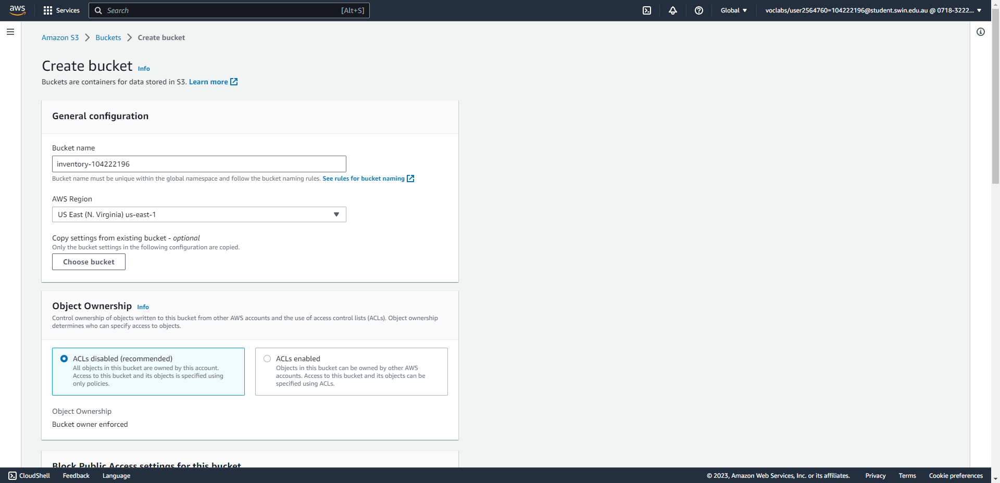 aws
Services
Search
[Alt+S]
Global
voclabs/user2564760=104222196@student.swin.edu.au @ 0718-3222...
Amazon S3
Buckets
Create bucket
Create bucket Info
Buckets are containers for data stored in S3. Learn more
General configuration
Bucket name
inventory-104222196
Bucket name must be unique within the global namespace and follow the bucket naming rules. See rules for bucket naming
AWS Region
US East (N. Virginia) us-east-1
Copy settings from existing bucket - optional
Only the bucket settings in the following configuration are copied.
Choose bucket
Object Ownership Info
Control ownership of objects written to this bucket from other AWS accounts and the use of access control lists (ACLs). Object ownership
determines who can specify access to objects.
ACLs disabled (recommended)
All objects in this bucket are owned by this account.
Access to this bucket and its objects is specified using
only policies.
ACLs enabled
Objects in this bucket can be owned by other AWS
accounts. Access to this bucket and its objects can be
specified using ACLs.
Object Ownership
Bucket owner enforced
Block Public Access settings for this bucket
CloudShell
Feedback
Language
© 2023, Amazon Web Services, Inc. or its affiliates.
Privacy
Terms
Cookie preferences